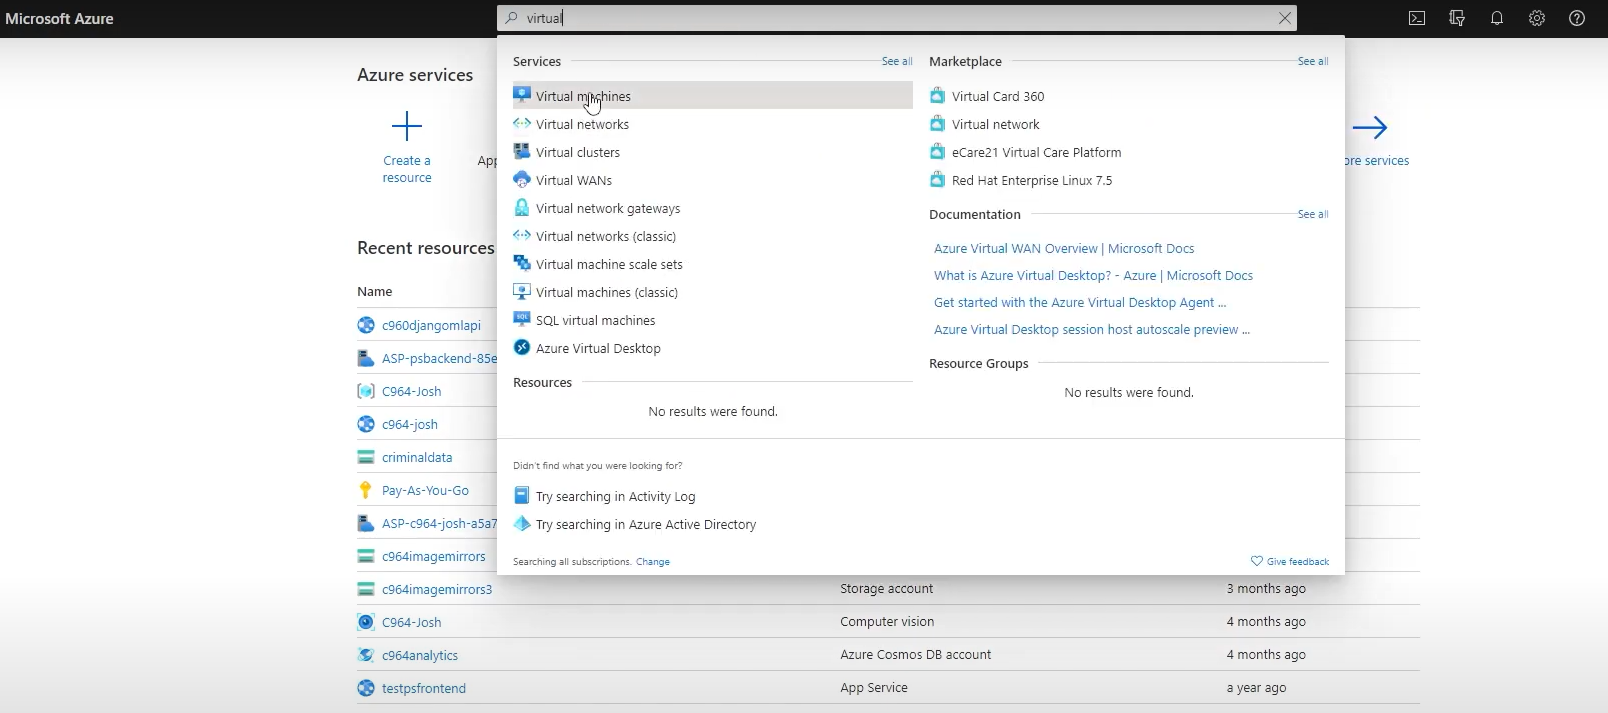 Microsoft Azure
virtual
Azure services
Create a
resource
App
ore services
Recent resources
Name
c960djangomlapi
ASP-psbackend-85e
C964-Josh
c964-josh
criminaldata
Pay-As-You-Go
ASP-c964-josh-a5a7
c964imagemirrors
c964imagemirrors3 Storage account 3 months ago
C964-Josh Computer vision 4 months ago
c964analytics Azure Cosmos DB account 4 months ago
testpsfrontend App Service a year ago
Services See all
Virtual machines
Virtual networks
Virtual clusters
Virtual WANs
Virtual network gateways
Virtual networks (classic)
Virtual machine scale sets
Virtual machines (classic)
SQL virtual machines
Azure Virtual Desktop
Resources
No results were found.
Marketplace See all
Virtual Card 360
Virtual network
eCare21 Virtual Care Platform
Red Hat Enterprise Linux 7.5
Documentation See all
Azure Virtual WAN Overview | Microsoft Docs
What is Azure Virtual Desktop? - Azure | Microsoft Docs
Get started with the Azure Virtual Desktop Agent ...
Azure Virtual Desktop session host autoscale preview ...
Resource Groups
No results were found.
Didn't find what you were looking for?
Try searching in Activity Log
Try searching in Azure Active Directory
Searching all subscriptions. Change
Give feedback